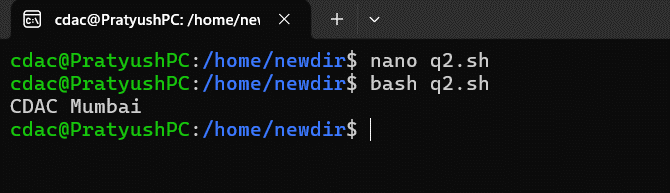 cdac@PratyushPC: /home/new
cdac@PratyushPC:/home/newdir$ nano q2.sh
cdac@PratyushPC:/home/newdir$ bash q2.sh
CDAC Mumbai
cdac@PratyushPC:/home/newdir$